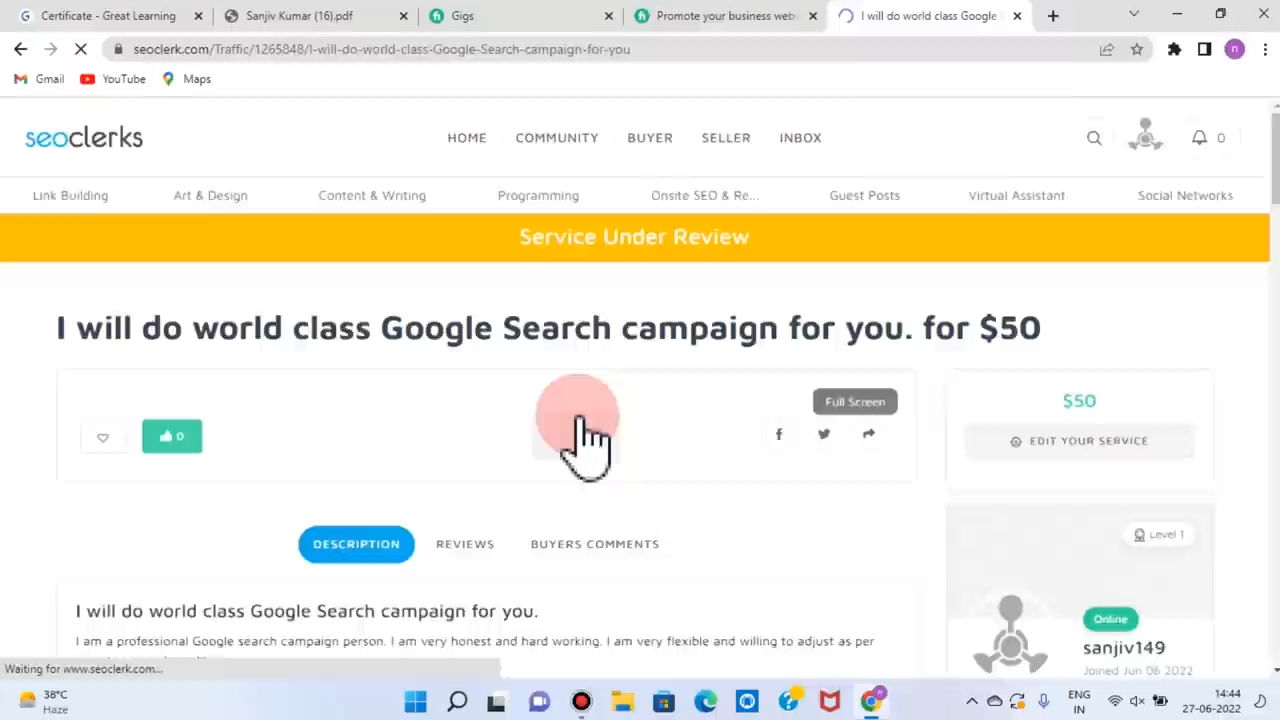 Certificate - Great Learning
Sanjiv Kumar (16).pdf
Gigs
Promote your business web
I will do world class Google
seoclerk.com/Traffic/1265848/I-will-do-world-class-Google-Search-campaign-for-you
n
Gmail YouTube Maps
seoclerks HOME COMMUNITY BUYER SELLER INBOX 0
Link Building Art & Design Content & Writing Programming Onsite SEO & Re... Guest Posts Virtual Assistant Social Networks
Service Under Review
I will do world class Google Search campaign for you. for $50
Full Screen
0
$50
EDIT YOUR SERVICE
DESCRIPTION REVIEWS BUYERS COMMENTS
Level 1
I will do world class Google Search campaign for you.
I am a professional Google search campaign person. I am very honest and hard working. I am very flexible and willing to adjust as per
Online
sanjiv149
Joined Jun 06 2022
Waiting for www.seoclerk.com...
38°C
Haze
ENG
IN
14:44
27-06-2022